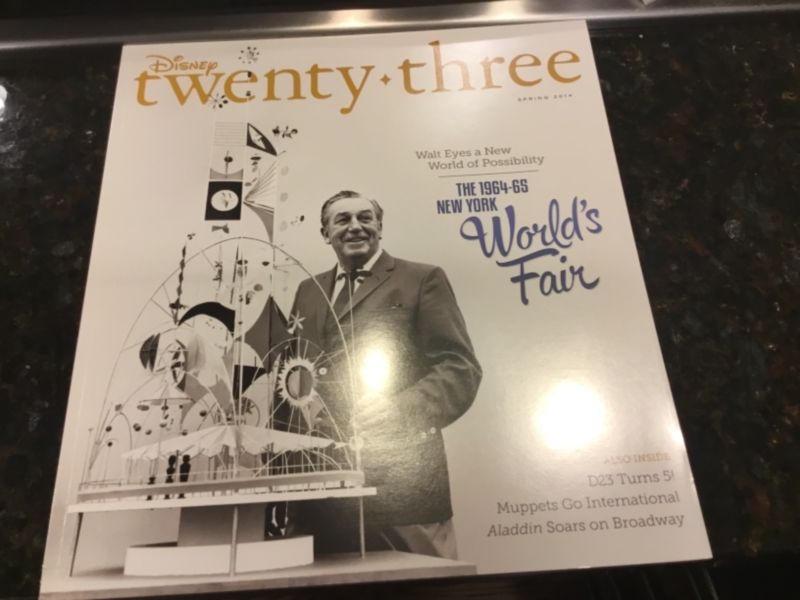 Disney
twenty-three
SPRING 2014
Walt Eyes a New
World of Possibility
THE 1964-65
NEW YORK
World's
Fair
ALSO INSIDE
D23 Turns 5!
Muppets Go International
Aladdin Soars on Broadway